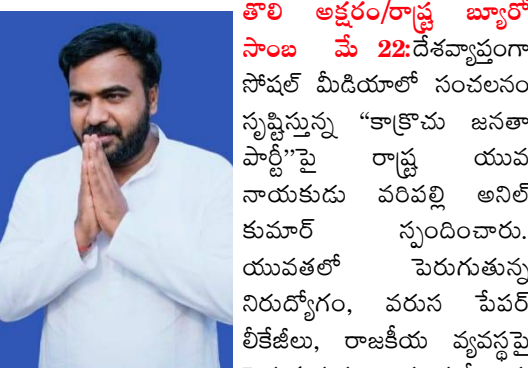 తొలి అక్షరం/రాష్ట్ర బ్యూరో
సాంబ మే 22:దేశవ్యాప్తంగా
సోషల్ మీడియాలో సంచలనం
సృష్టిస్తున్న “కాక్రోచు జనతా
పార్టీ”పై రాష్ట్ర యువ
నాయకుడు వరిపల్లి అనిల్
కుమార్ స్పందించారు.
యువతలో పెరుగుతున్న
నిరుద్యోగం, వరుస పేపర్
లీకేజీలు, రాజకీయ వ్యవస్థపై